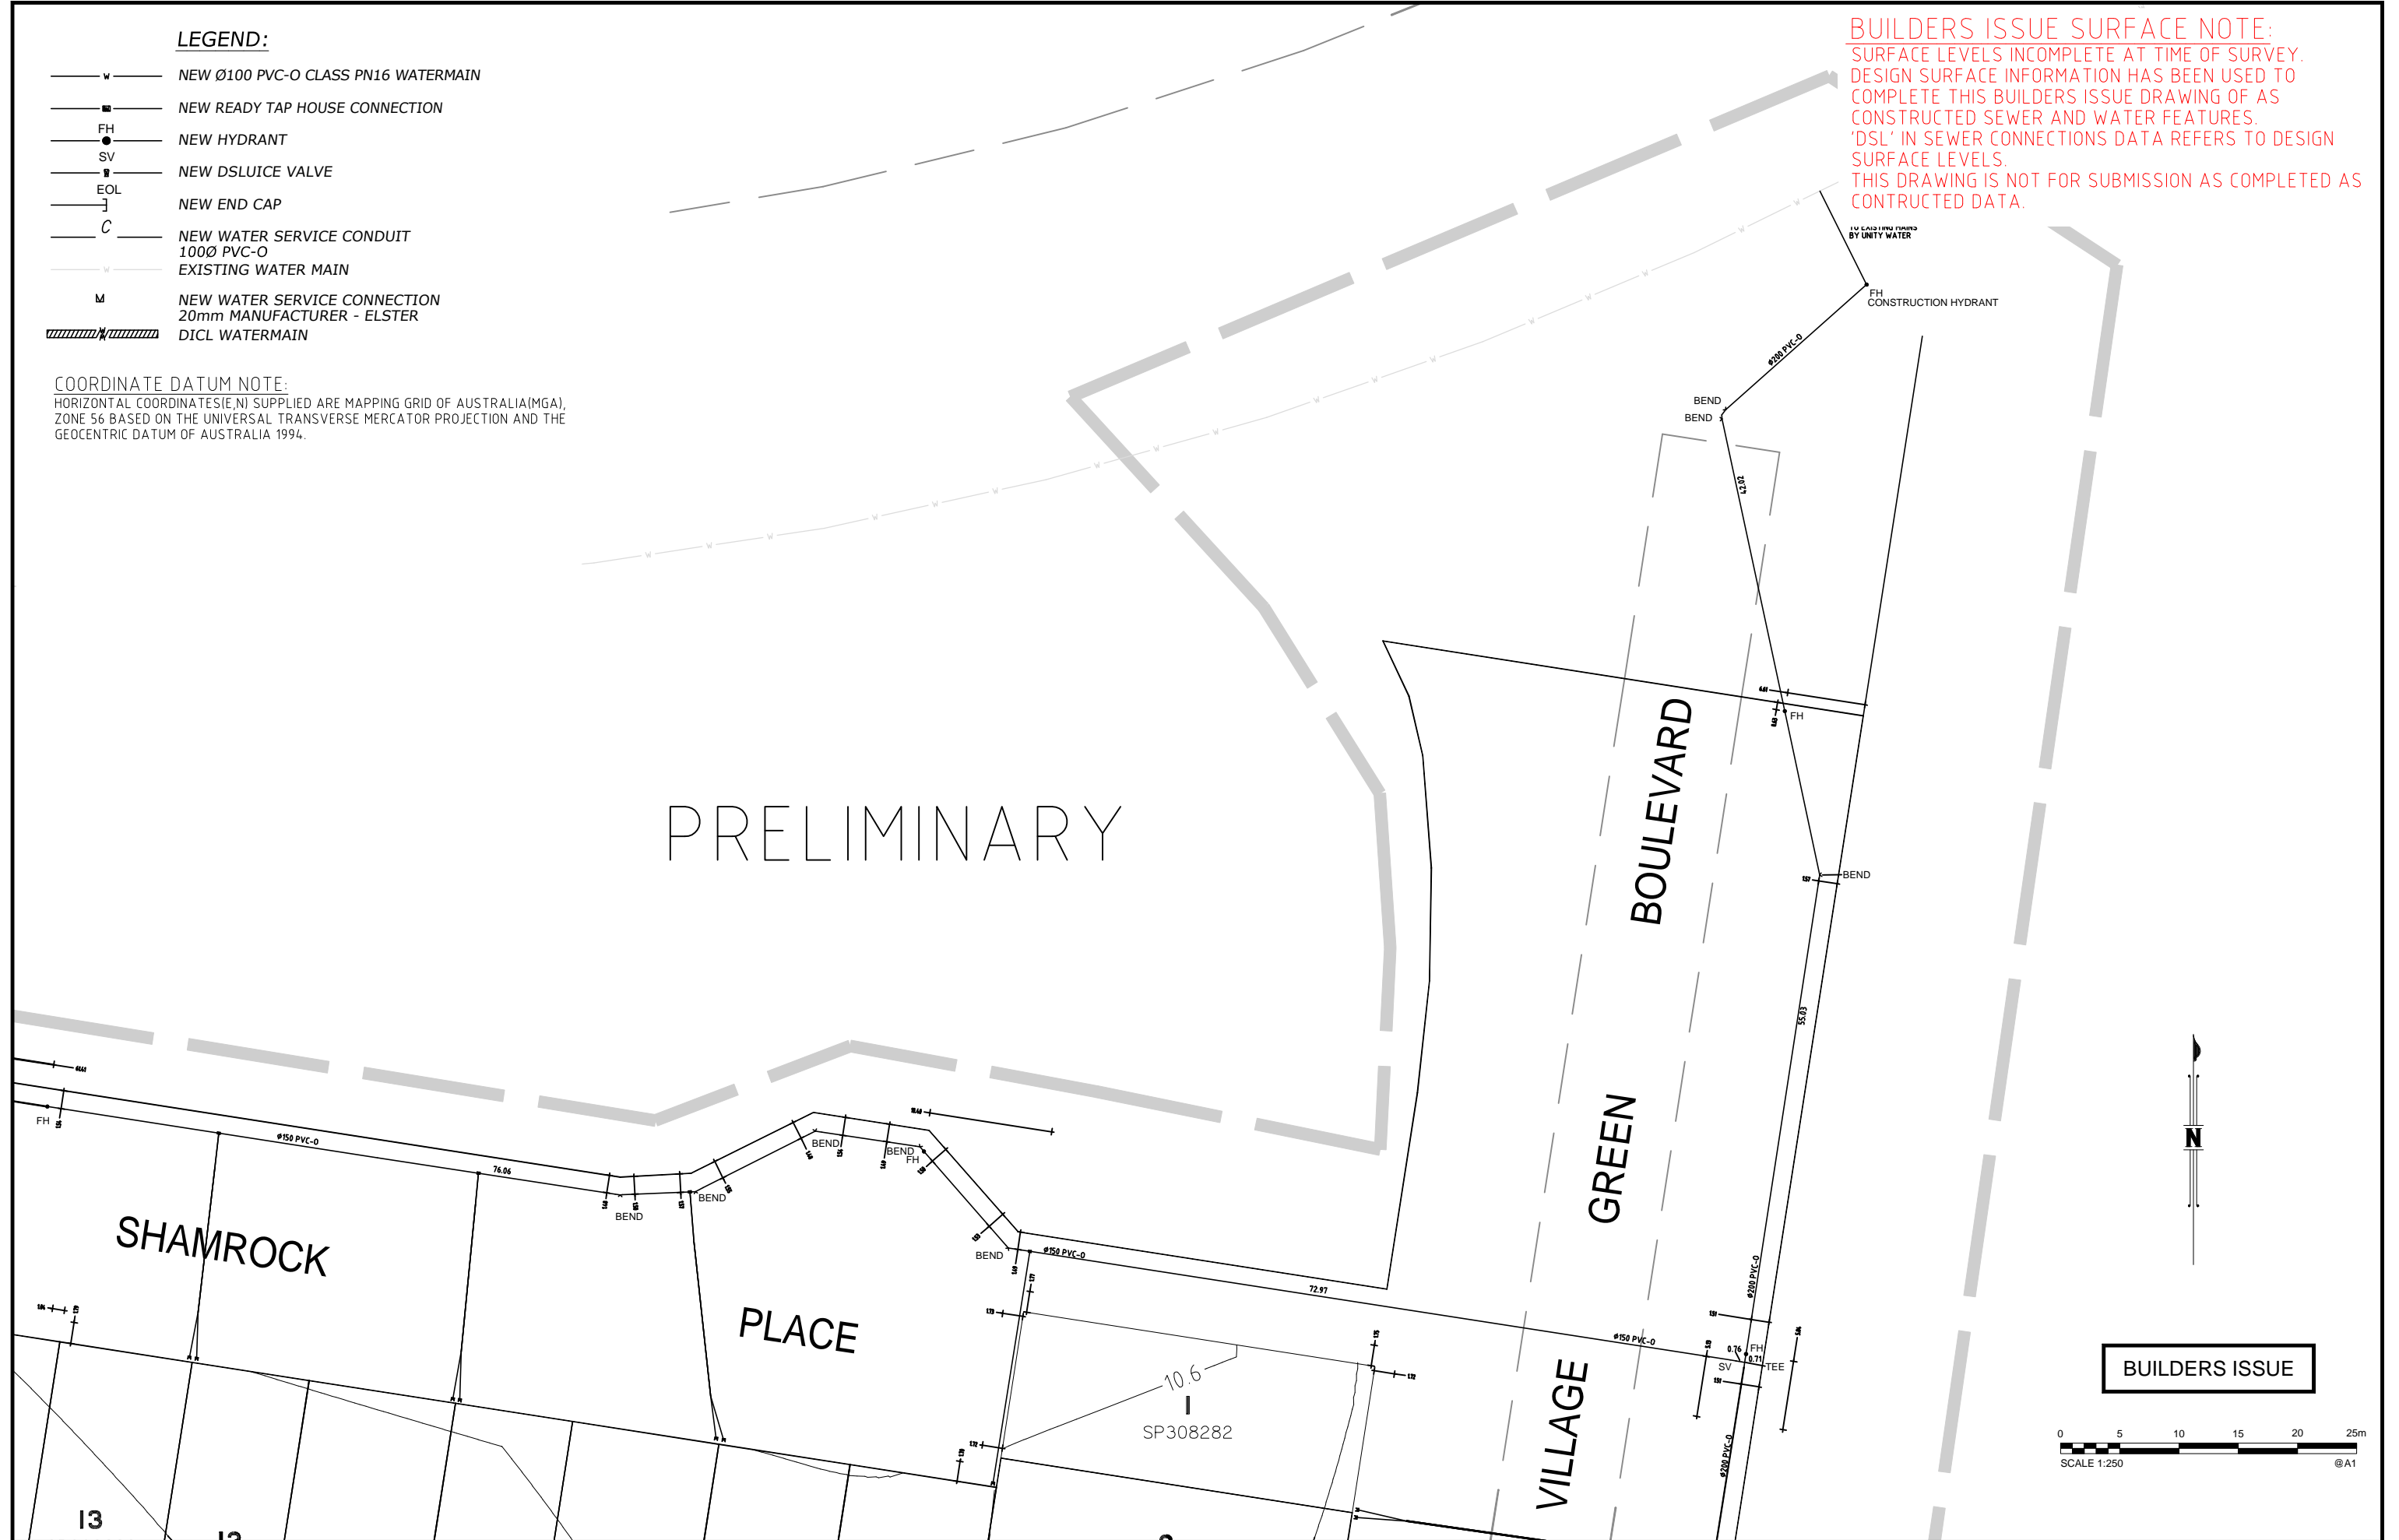 LEGEND:
W
NEW Ø100 PVC-O CLASS PN16 WATERMAIN
NEW READY TAP HOUSE CONNECTION
FH
NEW HYDRANT
SV
NEW DSLUICE VALVE
EOL
NEW END CAP
C
NEW WATER SERVICE CONDUIT
100Ø PVC-O
W
EXISTING WATER MAIN
M
NEW WATER SERVICE CONNECTION
20mm MANUFACTURER - ELSTER
W
DICL WATERMAIN
COORDINATE DATUM NOTE:
HORIZONTAL COORDINATES(E,N) SUPPLIED ARE MAPPING GRID OF AUSTRALIA(MGA),
ZONE 56 BASED ON THE UNIVERSAL TRANSVERSE MERCATOR PROJECTION AND THE
GEOCENTRIC DATUM OF AUSTRALIA 1994.
BUILDERS ISSUE SURFACE NOTE:
SURFACE LEVELS INCOMPLETE AT TIME OF SURVEY.
DESIGN SURFACE INFORMATION HAS BEEN USED TO
COMPLETE THIS BUILDERS ISSUE DRAWING OF AS
CONSTRUCTED SEWER AND WATER FEATURES.
'DSL' IN SEWER CONNECTIONS DATA REFERS TO DESIGN
SURFACE LEVELS.
THIS DRAWING IS NOT FOR SUBMISSION AS COMPLETED AS
CONTRUCTED DATA.
TO EXISTING MAINS
BY UNITY WATER
FH
CONSTRUCTION HYDRANT
Ø200 PVC-O
BEND
BEND
42.02
FH
BOULEVARD
PRELIMINARY
BEND
55.03
GREEN
FH
Ø150 PVC-O
76.06
BEND
BEND
BEND
BEND
FH
BEND
Ø150 PVC-O
72.97
Ø150 PVC-O
Ø200 PVC-O
SHAMROCK
PLACE
0.76
FH
0.71
SV
TEE
Ø200 PVC-O
VILLAGE
10.6
1
SP308282
13
N
BUILDERS ISSUE
0 5 10 15 20 25m
SCALE 1:250 @A1